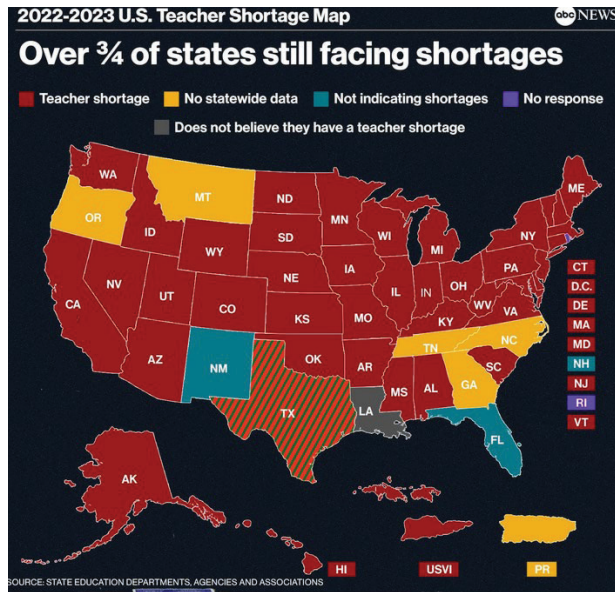 2022-2023 U.S. Teacher Shortage Map
abc NEWS
Over ¾ of states still facing shortages
Teacher shortage
No statewide data
Not indicating shortages
No response
Does not believe they have a teacher shortage
WA
MT
ND
MN
ME
OR
ID
SD
WI
MI
NY
WY
IA
PA
NE
NV
IL
IN
OH
CT
UT
CO
WV
VA
D.C.
CA
KS
MO
KY
DE
MA
TN
NC
MD
AZ
NM
OK
AR
SC
NH
MS
AL
GA
NJ
TX
LA
RI
FL
VT
AK
HI
USVI
PR
SOURCE: STATE EDUCATION DEPARTMENTS, AGENCIES AND ASSOCIATIONS